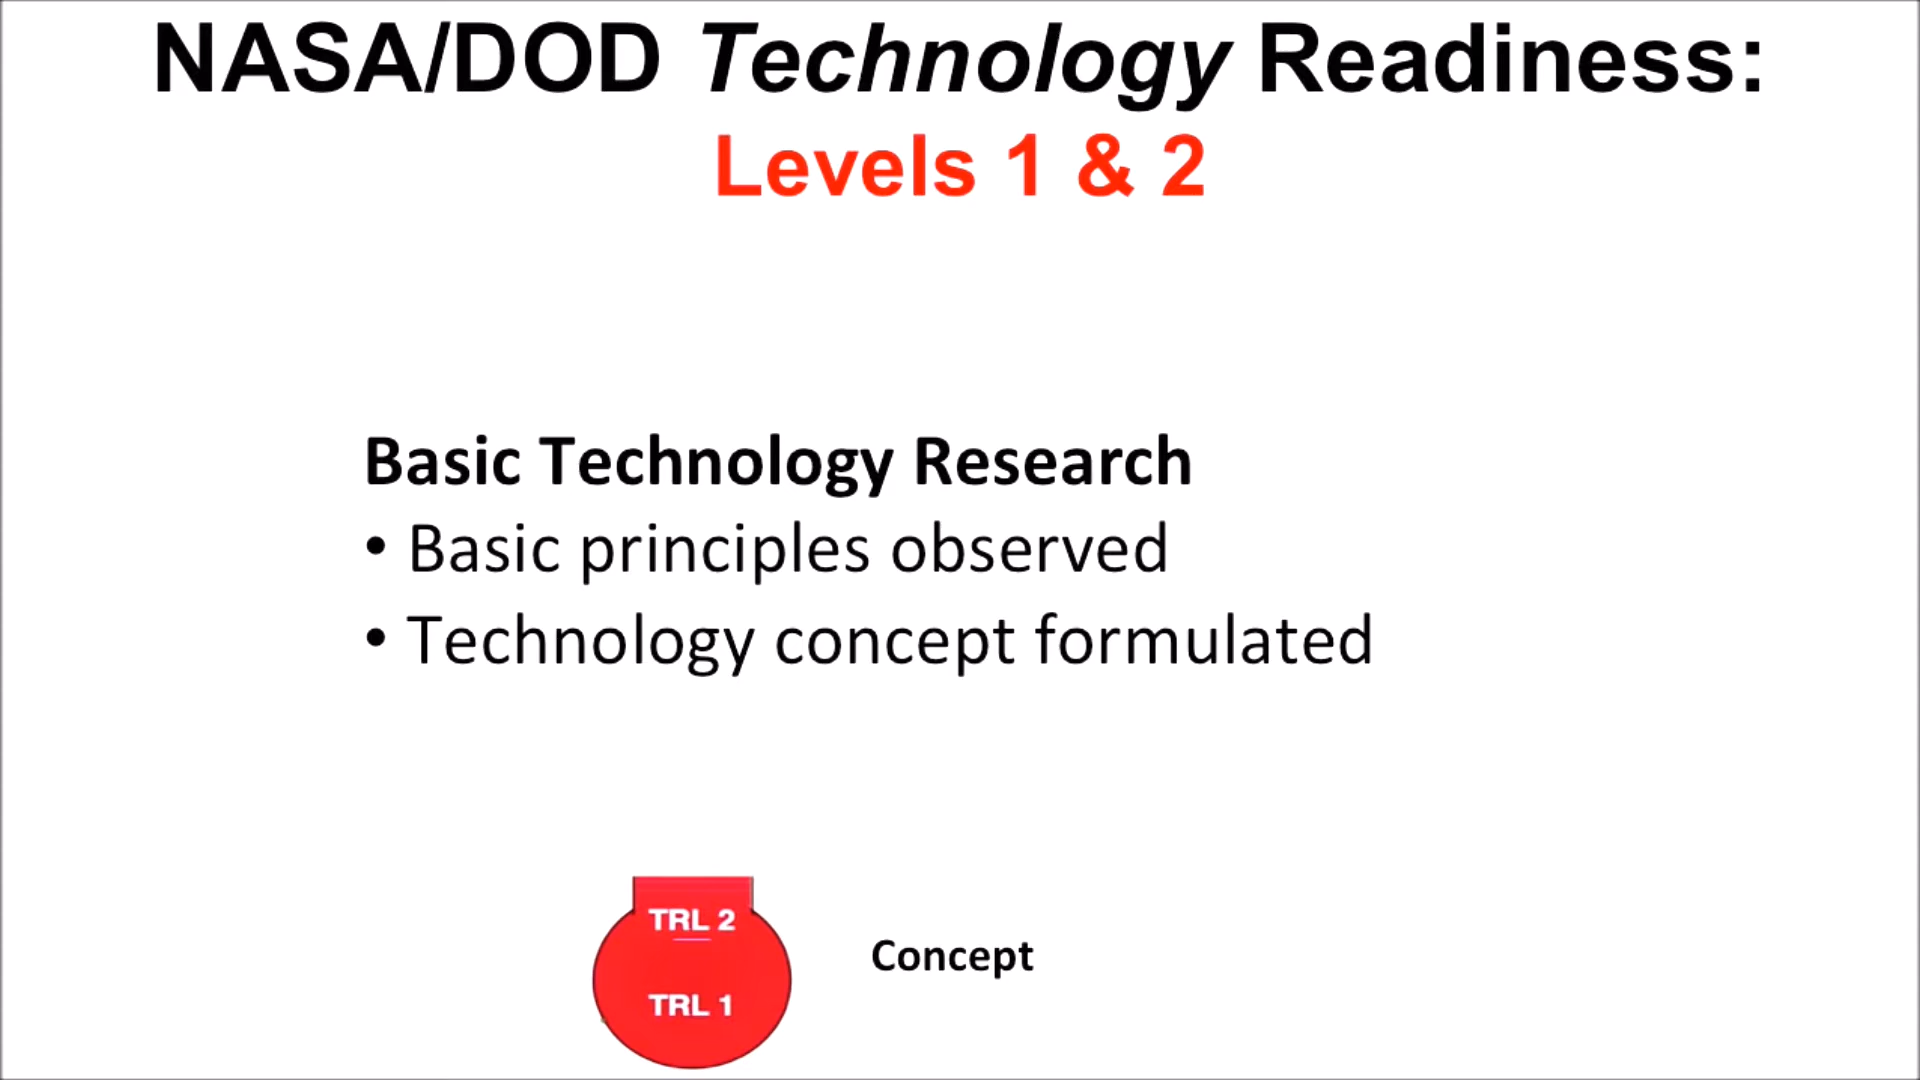 NASA/DOD Technology Readiness:
Levels 1 & 2
Basic Technology Research
• Basic principles observed
• Technology concept formulated
TRL 2
TRL 1
Concept